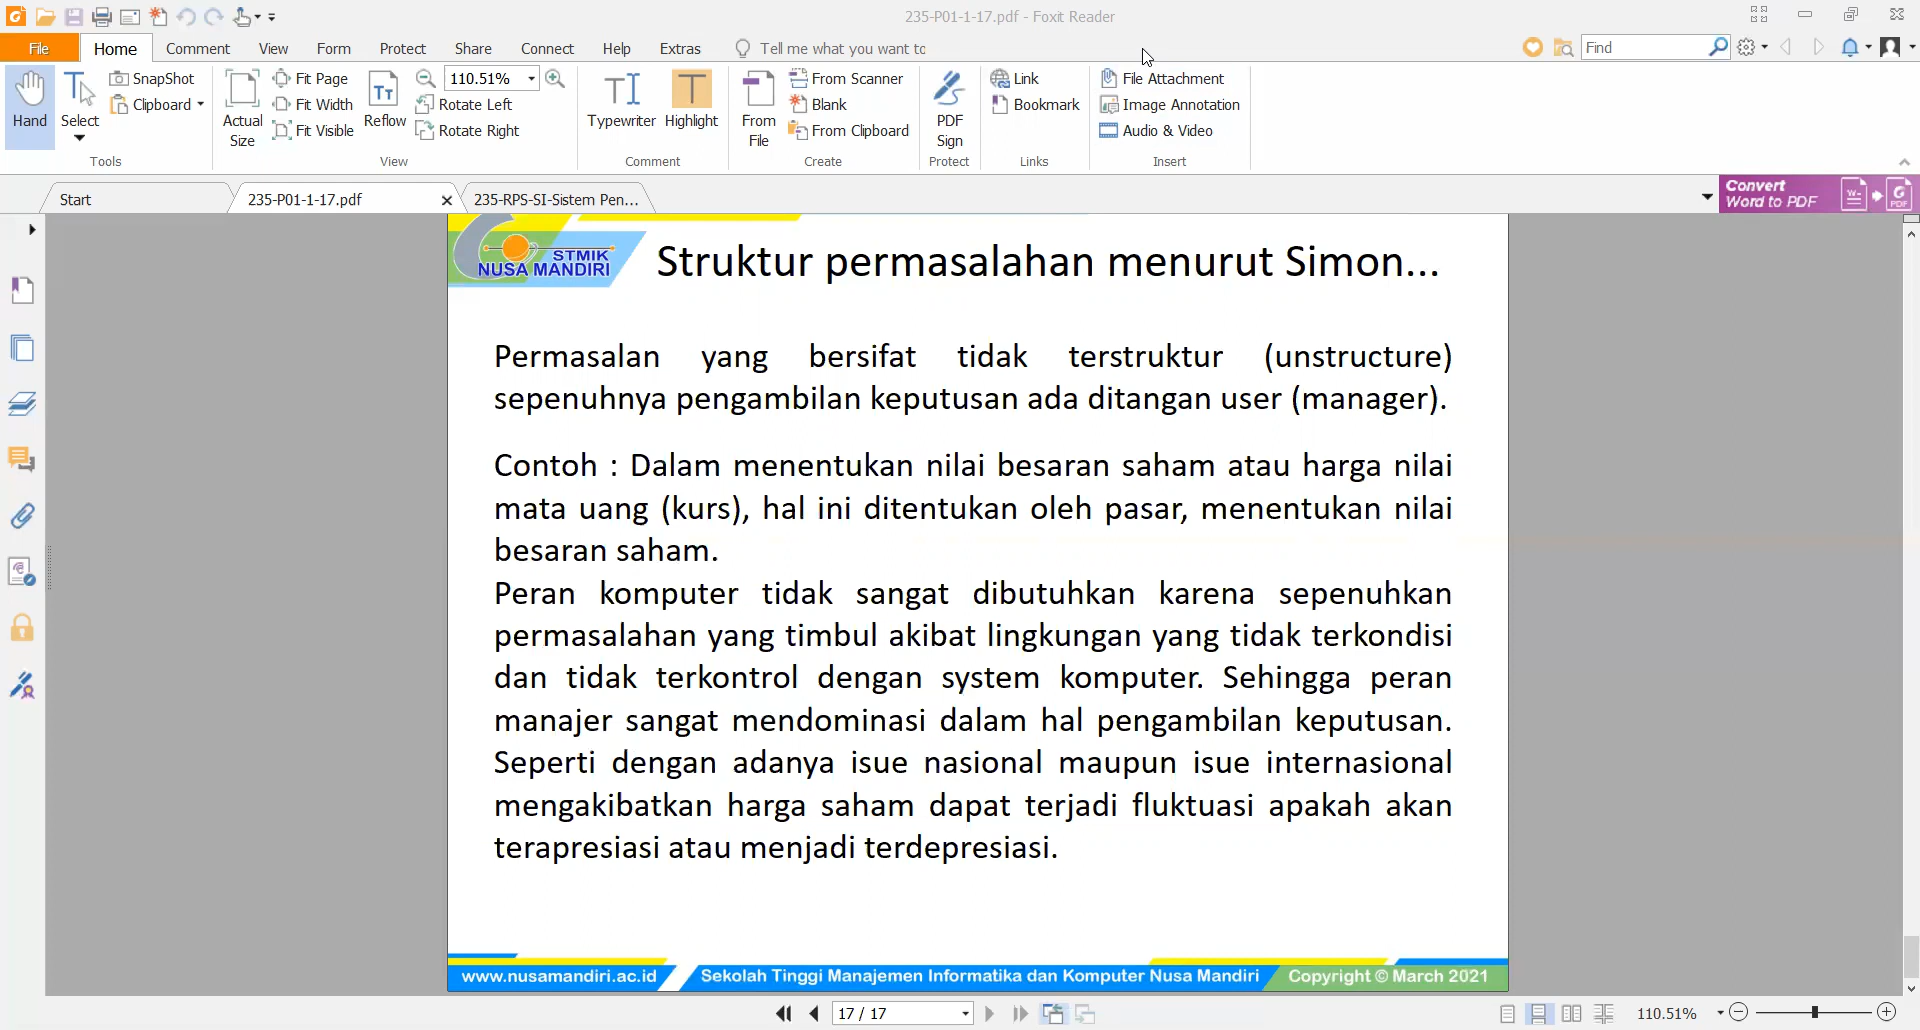 235-P01-1-17.pdf - Foxit Reader
File Home Comment View Form Protect Share Connect Help Extras Tell me what you want to Find
Hand
Select
SnapShot
Clipboard
Tools
Actual Size
Fit Page
Fit Width
Fit Visible
Reflow
110.51%
Rotate Left
Rotate Right
View
Typewriter
Highlight
Comment
From File
From Scanner
Blank
From Clipboard
Create
PDF Sign
Protect
Link
Bookmark
Links
File Attachment
Image Annotation
Audio & Video
Insert
Start 235-P01-1-17.pdf 235-RPS-SI-Sistem Pen...
Convert
Word to PDF
STMIK
NUSA MANDIRI
Struktur permasalahan menurut Simon...
Permasalan yang bersifat tidak terstruktur (unstructure)
sepenuhnya pengambilan keputusan ada ditangan user (manager).
Contoh : Dalam menentukan nilai besaran saham atau harga nilai
mata uang (kurs), hal ini ditentukan oleh pasar, menentukan nilai
besaran saham.
Peran komputer tidak sangat dibutuhkan karena sepenuhkan
permasalahan yang timbul akibat lingkungan yang tidak terkondisi
dan tidak terkontrol dengan system komputer. Sehingga peran
manajer sangat mendominasi dalam hal pengambilan keputusan.
Seperti dengan adanya isue nasional maupun isue internasional
mengakibatkan harga saham dapat terjadi fluktuasi apakah akan
terapresiasi atau menjadi terdepresiasi.
www.nusamandiri.ac.id Sekolah Tinggi Manajemen Informatika dan Komputer Nusa Mandiri Copyright © March 2021
17 / 17
110.51%